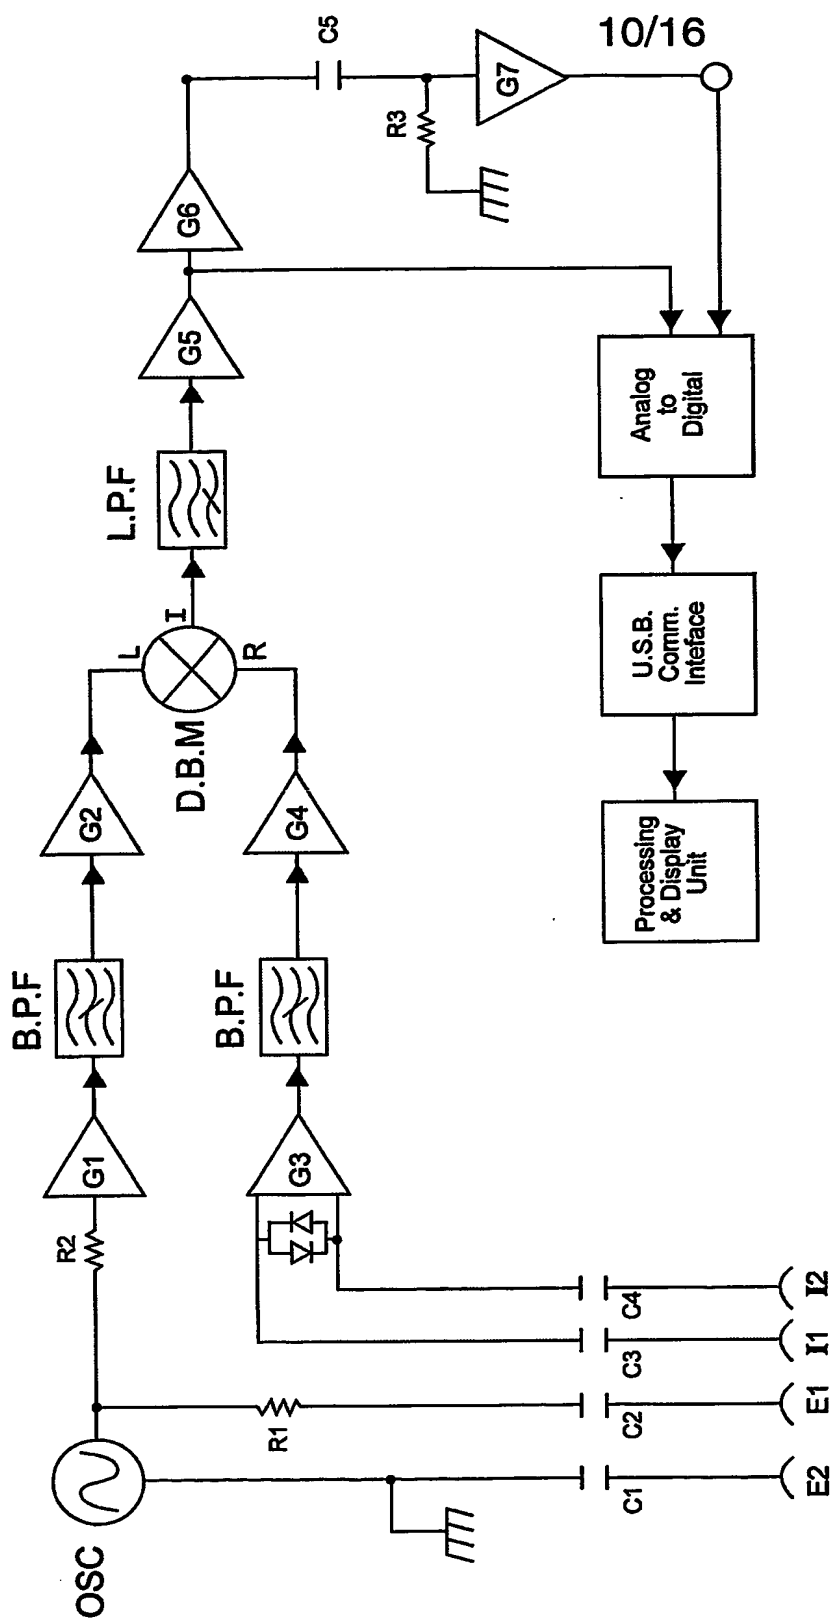 10/16
C5
G7
R3
G6
G5
Analog
to
Digital
L.P.F
I
L
R
D.B.M
U.S.B.
Comm.
Inteface
G2
G4
Processing
& Display
Unit
B.P.F
B.P.F
G1
G3
R2
R1
OSC
C1
C2
C3
C4
E2
E1
I1
I2